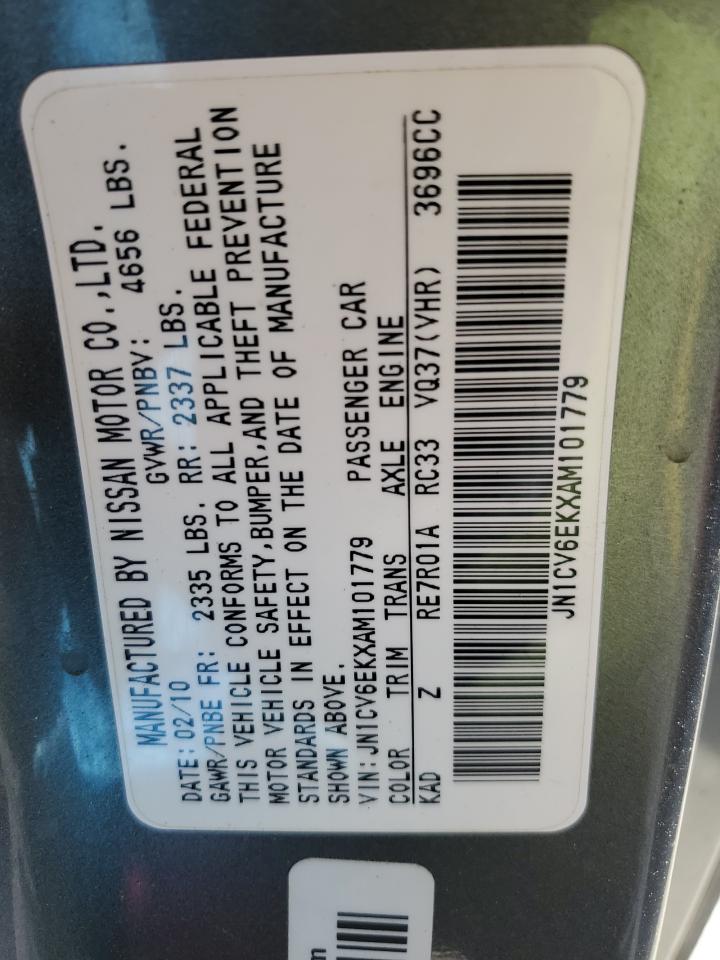 MANUFACTURED BY NISSAN MOTOR CO.,LTD.
DATE: 02/10 GVWR/PNBV: 4656 LBS.
GAWR/PNBE FR: 2335 LBS. RR: 2337 LBS.
THIS VEHICLE CONFORMS TO ALL APPLICABLE FEDERAL
MOTOR VEHICLE SAFETY,BUMPER,AND THEFT PREVENTION
STANDARDS IN EFFECT ON THE DATE OF MANUFACTURE
SHOWN ABOVE.
VIN:JN1CV6EKXAM101779 PASSENGER CAR
COLOR TRIM TRANS AXLE ENGINE
KAD Z RE7R01A RC33 VQ37(VHR) 3696CC
JN1CV6EKXAM101779